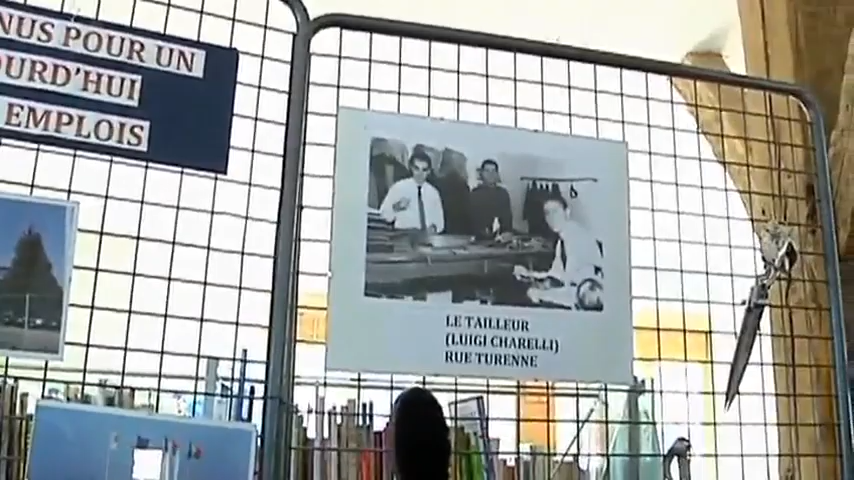 NUS POUR UN
OURD'HUI
EMPLOIS
LE TAILLEUR
(LUIGI CHARELLI)
RUE TURENNE